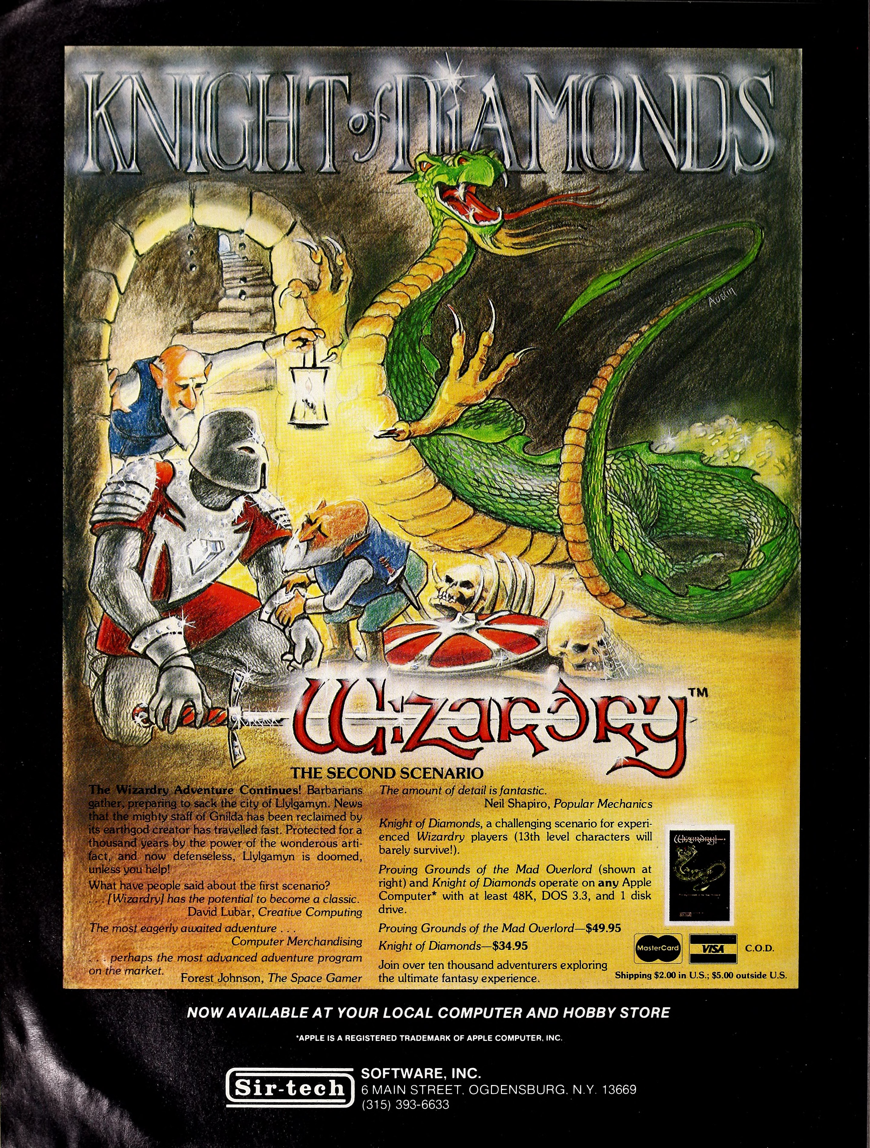 KNIGHT of DIAMONDS
Austin
Wizardry™
THE SECOND SCENARIO
The Wizardry Adventure Continues! Barbarians
gather, preparing to sack the city of Llylgamyn. News
that the mighty staff of Gnilda has been reclaimed by
its earthgod creator has travelled fast. Protected for a
thousand years by the power of the wonderous arti-
fact, and now defenseless, Llylgamyn is doomed,
unless you help!
What have people said about the first scenario?
. . . [Wizardry] has the potential to become a classic.
David Lubar, Creative Computing
The most eagerly awaited adventure . . .
Computer Merchandising
. . . perhaps the most advanced adventure program
on the market.
Forest Johnson, The Space Gamer
The amount of detail is fantastic.
Neil Shapiro, Popular Mechanics
Knight of Diamonds, a challenging scenario for experi-
enced Wizardry players (13th level characters will
barely survive!).
Proving Grounds of the Mad Overlord (shown at
right) and Knight of Diamonds operate on any Apple
Computer* with at least 48K, DOS 3.3, and 1 disk
drive.
Proving Grounds of the Mad Overlord—$49.95
Knight of Diamonds—$34.95
Join over ten thousand adventurers exploring
the ultimate fantasy experience.
Wizardry
MasterCard
VISA
C.O.D.
Shipping $2.00 in U.S.; $5.00 outside U.S.
NOW AVAILABLE AT YOUR LOCAL COMPUTER AND HOBBY STORE
*APPLE IS A REGISTERED TRADEMARK OF APPLE COMPUTER, INC.
Sir-tech
SOFTWARE, INC.
6 MAIN STREET, OGDENSBURG, N.Y. 13669
(315) 393-6633